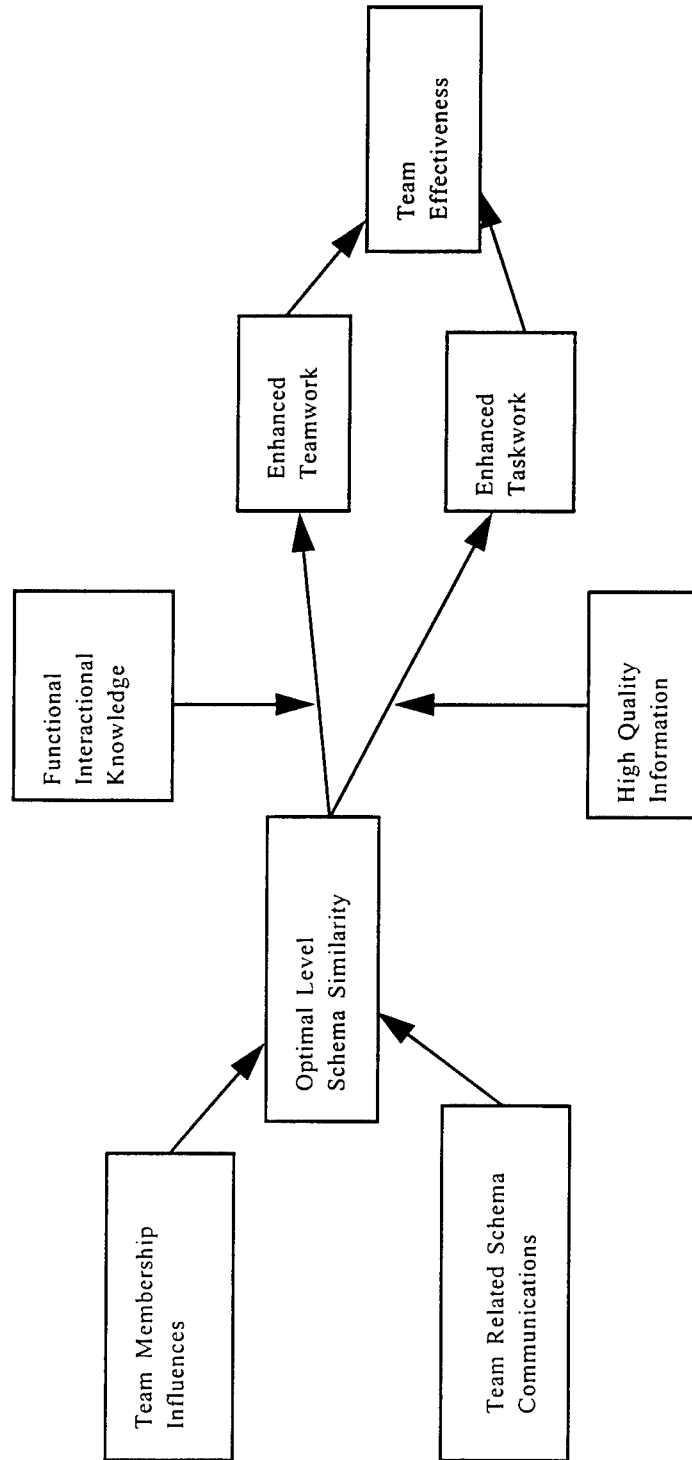 Team Membership
Influences
Team Related Schema
Communications
Optimal Level
Schema Similarity
Functional
Interactional
Knowledge
High Quality
Information
Enhanced
Teamwork
Enhanced
Taskwork
Team
Effectiveness